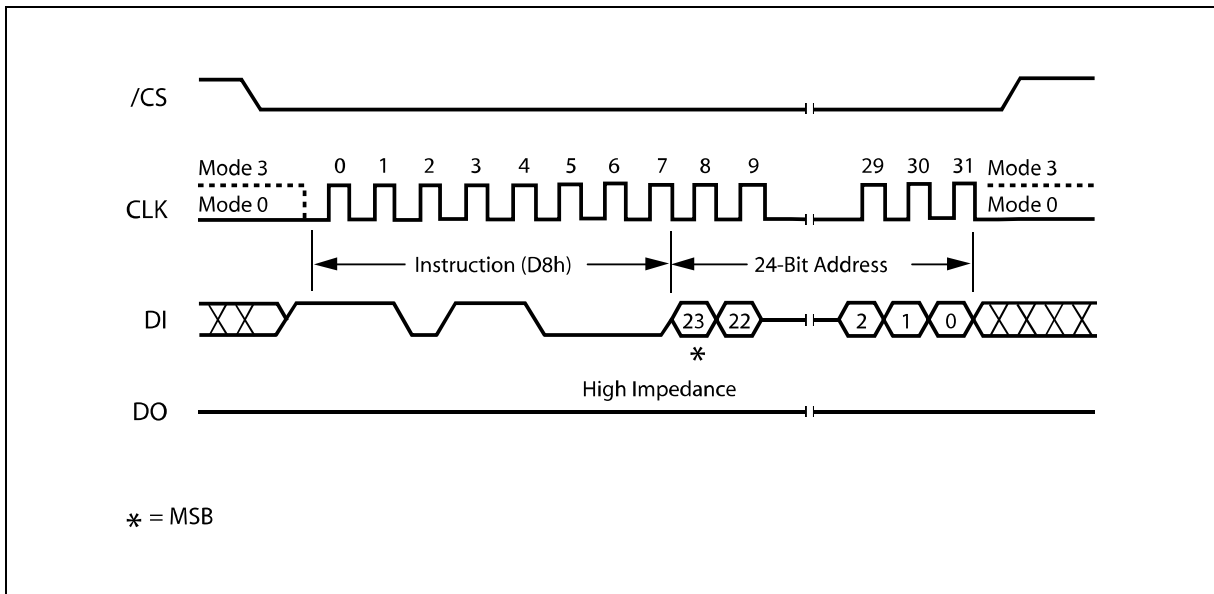 /CS
Mode 3 0 1 2 3 4 5 6 7 8 9 29 30 31 Mode 3
CLK Mode 0 Mode 0
Instruction (D8h) 24-Bit Address
DI 23 22 2 1 0
*
High Impedance
DO
* = MSB